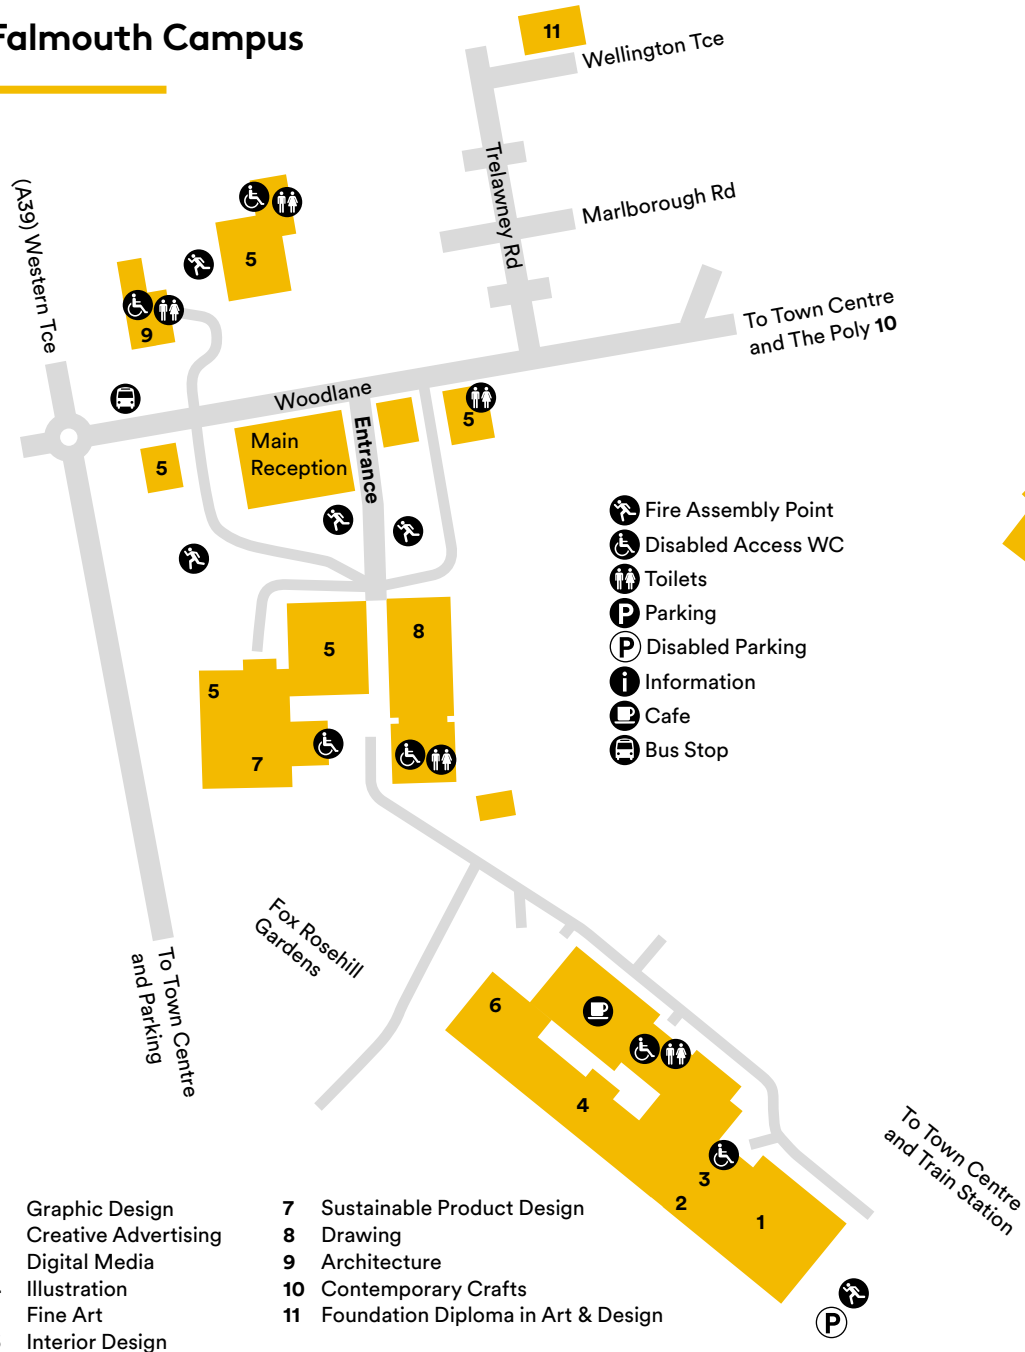 Falmouth Campus
11
Wellington Tce
Trelawney Rd
Marlborough Rd
(A39) Western Tce
5
9
To Town Centre
and The Poly 10
Woodlane
Entrance
Main
Reception
5
5
Fire Assembly Point
Disabled Access WC
Toilets
P Parking
P Disabled Parking
i Information
Cafe
Bus Stop
5
8
5
7
Fox Rosehill
Gardens
To Town Centre
and Parking
6
4
3
2
1
To Town Centre
and Train Station
P
Graphic Design
Creative Advertising
Digital Media
Illustration
Fine Art
Interior Design
7 Sustainable Product Design
8 Drawing
9 Architecture
10 Contemporary Crafts
11 Foundation Diploma in Art & Design